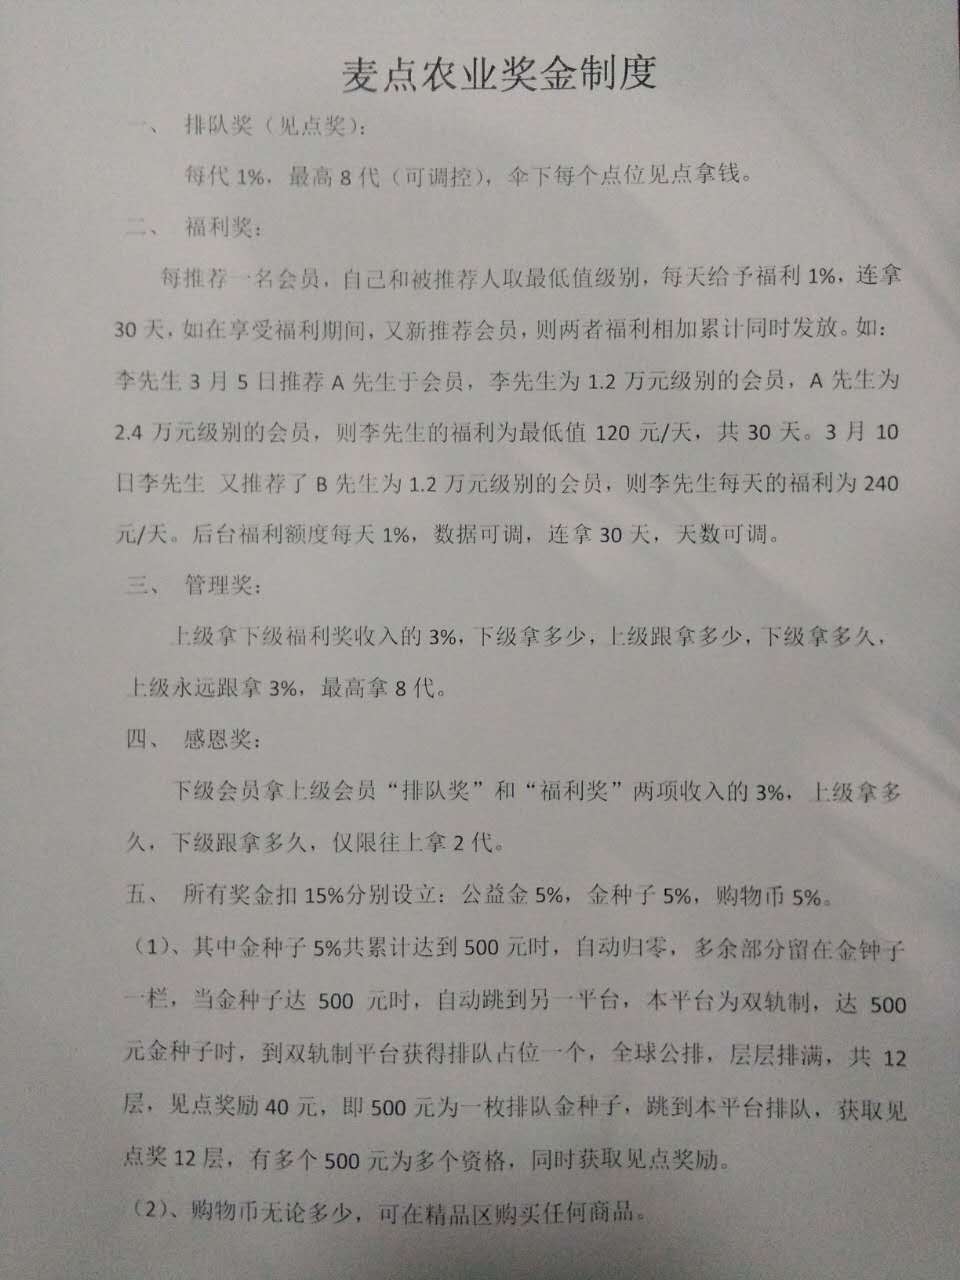 麦点农业奖金制度
一、 排队奖（见点奖）：
每代 1%，最高 8 代（可调控），伞下每个点位见点拿钱。
二、 福利奖：
每推荐一名会员，自己和被推荐人取最低值级别，每天给予福利 1%，连拿
30 天，如在享受福利期间，又新推荐会员，则两者福利相加累计同时发放。如：
李先生 3 月 5 日推荐 A 先生于会员，李先生为 1.2 万元级别的会员，A 先生为
2.4 万元级别的会员，则李先生的福利为最低值 120 元/天，共 30 天。3 月 10
日李先生 又推荐了 B 先生为 1.2 万元级别的会员，则李先生每天的福利为 240
元/天。后台福利额度每天 1%，数据可调，连拿 30 天，天数可调。
三、 管理奖：
上级拿下级福利奖收入的 3%，下级拿多少，上级跟拿多少，下级拿多久，
上级永远跟拿 3%，最高拿 8 代。
四、 感恩奖：
下级会员拿上级会员“排队奖”和“福利奖”两项收入的 3%，上级拿多
久，下级跟拿多久，仅限往上拿 2 代。
五、 所有奖金扣 15%分别设立：公益金 5%，金种子 5%，购物币 5%。
（1）、其中金种子 5%共累计达到 500 元时，自动归零，多余部分留在金钟子
一栏，当金种子达 500 元时，自动跳到另一平台，本平台为双轨制，达 500
元金种子时，到双轨制平台获得排队占位一个，全球公排，层层排满，共 12
层，见点奖励 40 元，即 500 元为一枚排队金种子，跳到本平台排队，获取见
点奖 12 层，有多个 500 元为多个资格，同时获取见点奖励。
（2）、购物币无论多少，可在精品区购买任何商品。